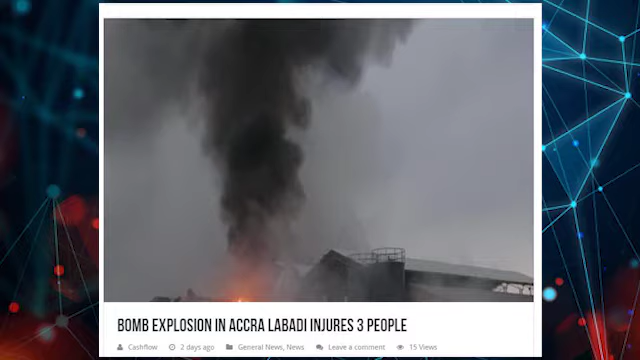 BOMB EXPLOSION IN ACCRA LABADI INJURES 3 PEOPLE
Cashflow 2 days ago General News, News Leave a comment 15 Views